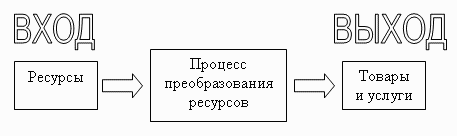 ВХОД
ВЫХОД
Ресурсы
Процесс
преобразования
ресурсов
Товары
и услуги